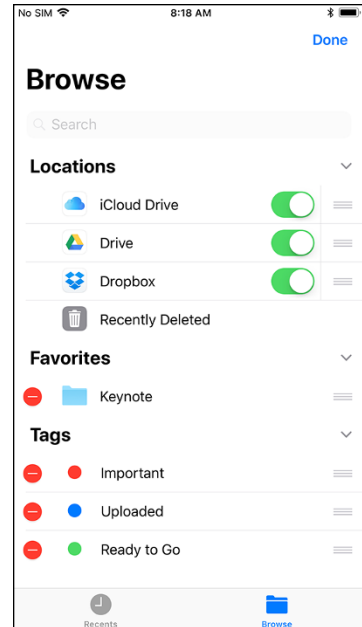 No SIM 8:18 AM
Done
Browse
Search
Locations
iCloud Drive
Drive
Dropbox
Recently Deleted
Favorites
Keynote
Tags
Important
Uploaded
Ready to Go
Recents Browse